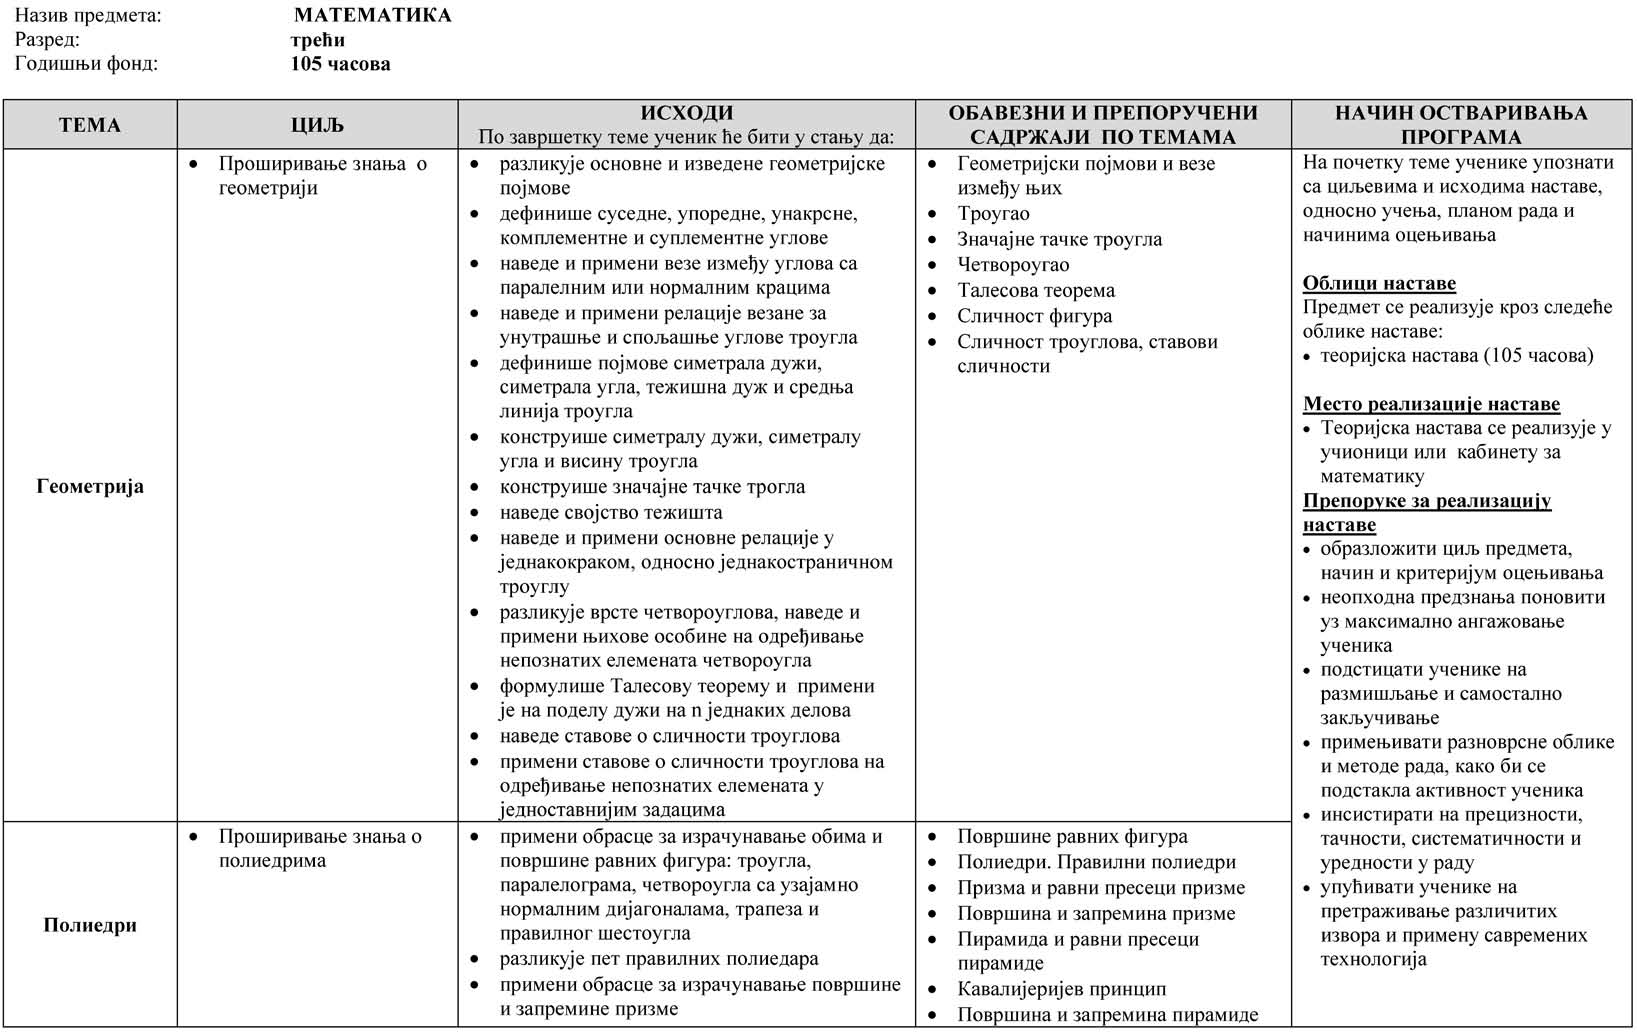 Назив предмета: МАТЕМАТИКА
Разред: трећи
Годишњи фонд: 105 часова
ТЕМА
ЦИЉ
ИСХОДИ
По завршетку теме ученик ће бити у стању да:
ОБАВЕЗНИ И ПРЕПОРУЧЕНИ
САДРЖАЈИ ПО ТЕМАМА
НАЧИН ОСТВАРИВАЊА
ПРОГРАМА
Геометрија
• Проширивање знања о
геометрији
• разликује основне и изведене геометријске
појмове
• дефинише суседне, упоредне, унакрсне,
комплементне и суплементне углове
• наведе и примени везе између углова са
паралелним или нормалним крацима
• наведе и примени релације везане за
унутрашње и спољашње углове троугла
• дефинише појмове симетрала дужи,
симетрала угла, тежишна дуж и средња
линија троугла
• конструише симетралу дужи, симетралу
угла и висину троугла
• конструише значајне тачке трогла
• наведе својство тежишта
• наведе и примени основне релације у
једнакокраком, односно једнакостраничном
троуглу
• разликује врсте четвороуглова, наведе и
примени њихове особине на одређивање
непознатих елемената четвороугла
• формулише Талесову теорему и примени
је на поделу дужи на n једнаких делова
• наведе ставове о сличности троуглова
• примени ставове о сличности троуглова на
одређивање непознатих елемената у
једноставнијим задацима
• Геометријски појмови и везе
између њих
• Троугао
• Значајне тачке троугла
• Четвороугао
• Талесова теорема
• Сличност фигура
• Сличност троуглова, ставови
сличности
На почетку теме ученике упознати
са циљевима и исходима наставе,
односно учења, планом рада и
начинима оцењивања
Облици наставе
Предмет се реализује кроз следеће
облике наставе:
• теоријска настава (105 часова)
Место реализације наставе
• Теоријска настава се реализује у
учионици или кабинету за
математику
Препоруке за реализацију
наставе
• образложити циљ предмета,
начин и критеријум оцењивања
• неопходна предзнања поновити
уз максимално ангажовање
ученика
• подстицати ученике на
размишљање и самостално
закључивање
• примењивати разноврсне облике
и методе рада, како би се
подстакла активност ученика
• инсистирати на прецизности,
тачности, систематичности и
уредности у раду
• упућивати ученике на
претраживање различитих
извора и примену савремених
технологија
Полиедри
• Проширивање знања о
полиедрима
• примени обрасце за израчунавање обима и
површине равних фигура: троугла,
паралелограма, четвороугла са узајамно
нормалним дијагоналама, трапеза и
правилног шестоугла
• разликује пет правилних полиедара
• примени обрасце за израчунавање површине
и запремине призме
• Површине равних фигура
• Полиедри. Правилни полиедри
• Призма и равни пресеци призме
• Површина и запремина призме
• Пирамида и равни пресеци
пирамиде
• Кавалијеријев принцип
• Површина и запремина пирамиде